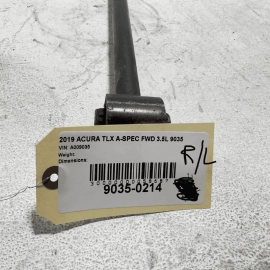 2019 ACURA TLX A-SPEC FWD 3.5L 9035
VIN: A009035
Weight:
Dimensions:
R/L
9035-0214